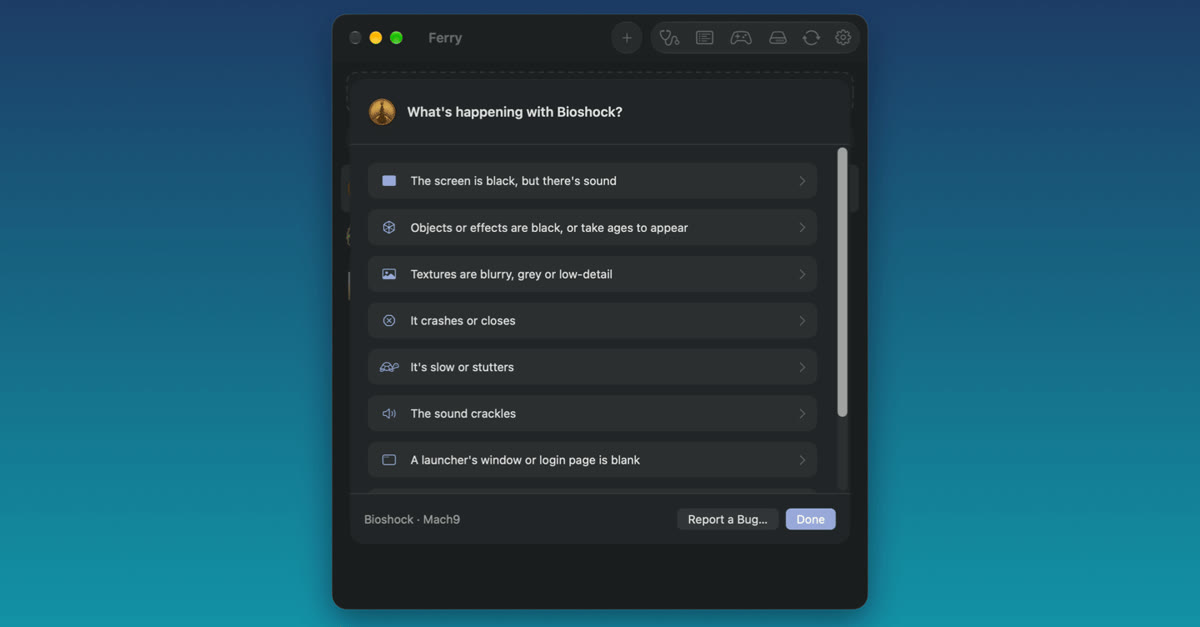 Ferry
What's happening with Bioshock?
The screen is black, but there's sound
Objects or effects are black, or take ages to appear
Textures are blurry, grey or low-detail
It crashes or closes
It's slow or stutters
The sound crackles
A launcher's window or login page is blank
Bioshock · Mach9
Report a Bug...
Done